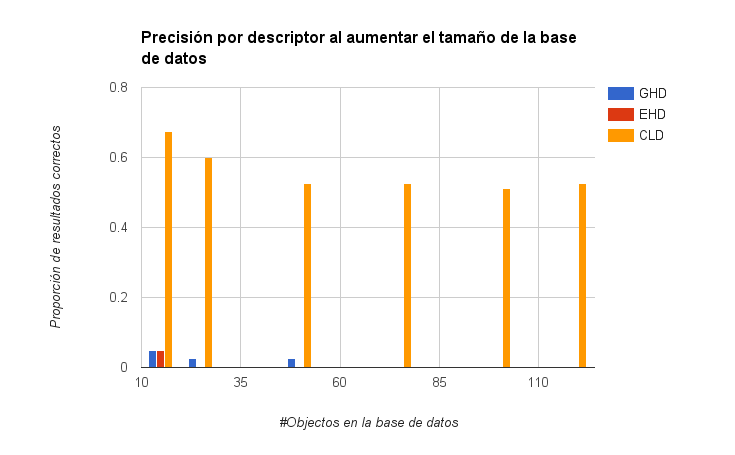 Precisión por descriptor al aumentar el tamaño de la base
de datos
GHD
EHD
CLD
Proporción de resultados correctos
0.8
0.6
0.4
0.2
0
10 35 60 85 110
#Objectos en la base de datos